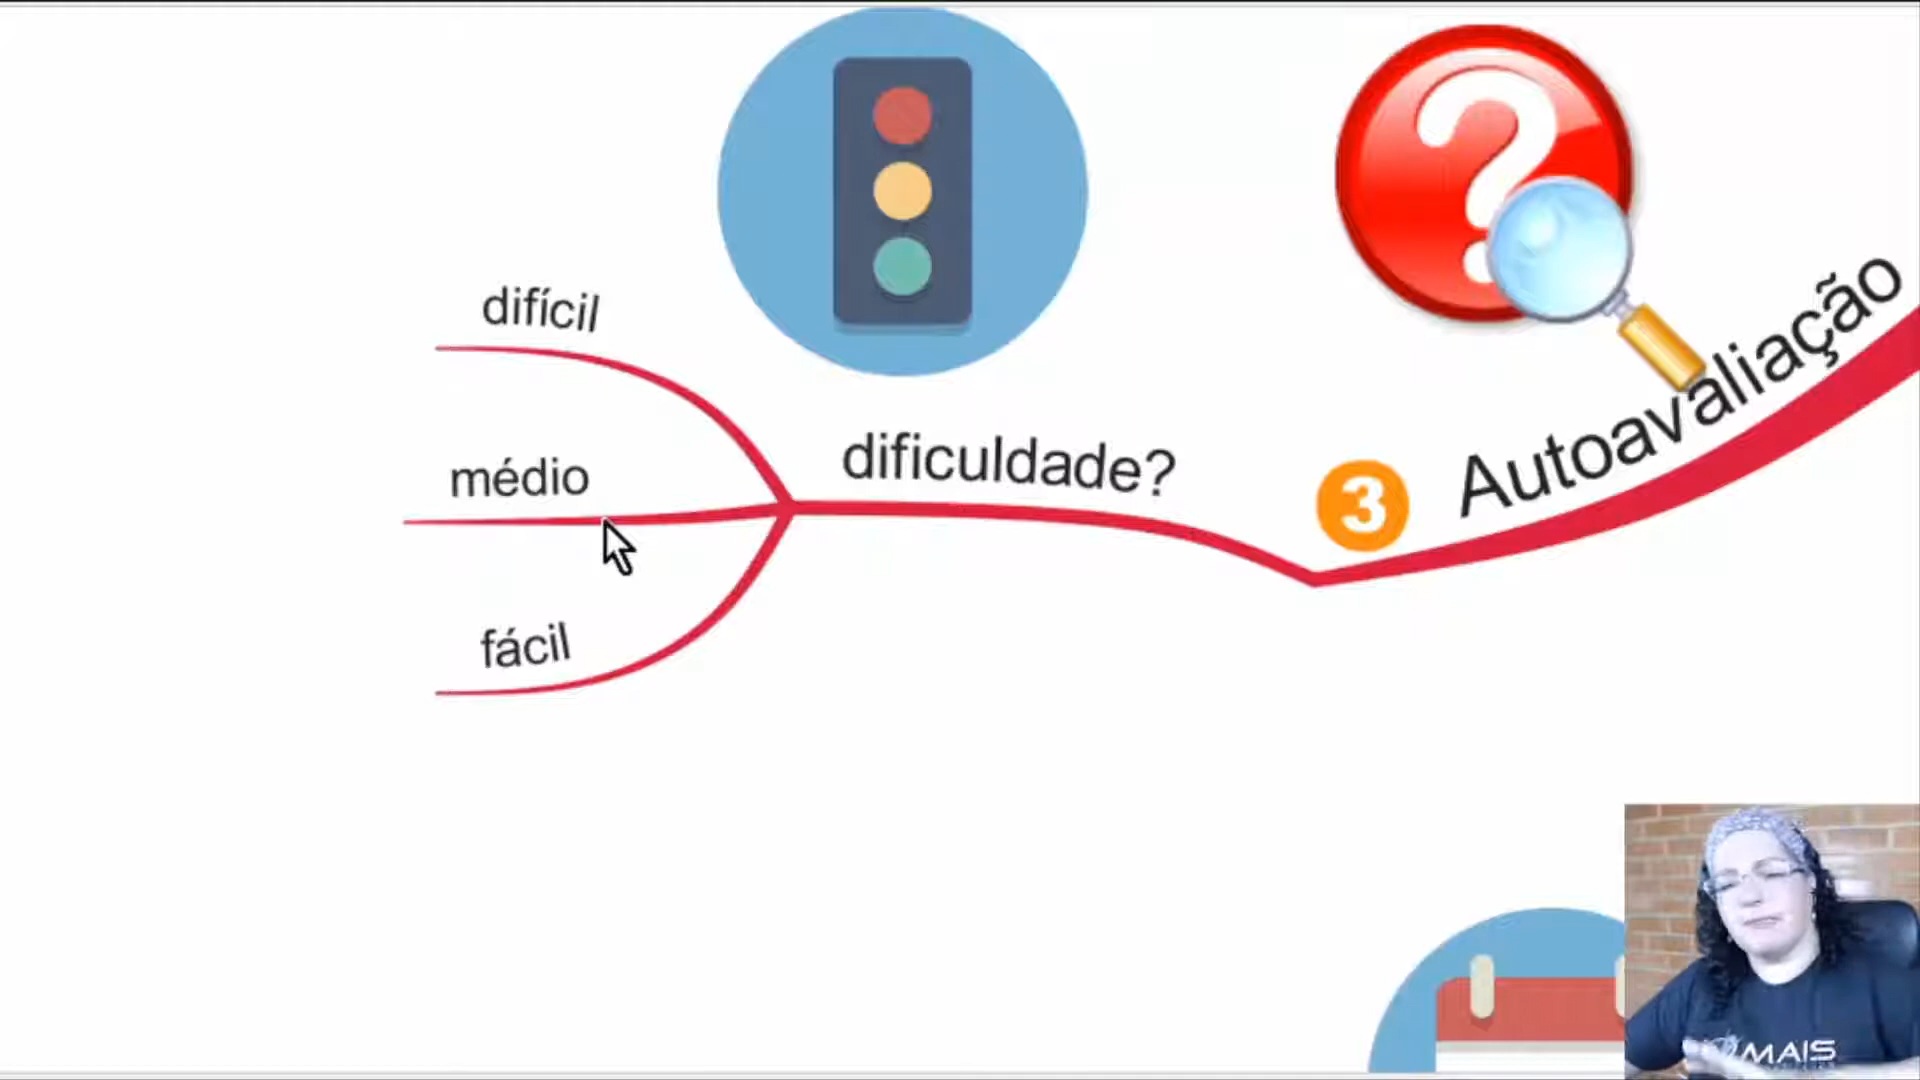 difícil
médio
fácil
dificuldade?
3 Autoavaliação
MAIS